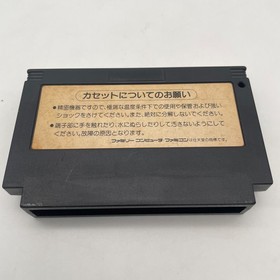 カセットについてのお願い
●精密機器ですので、極端な温度条件下での使用や保管および強い
ショックをさけてください。また、絶対に分解しないでください。
●端子部に手を触れたり、水にぬらしたりして汚さないようにして
ください。故障の原因となります。
ファミリー コンピュータ ファミコンは任天堂の商標です。